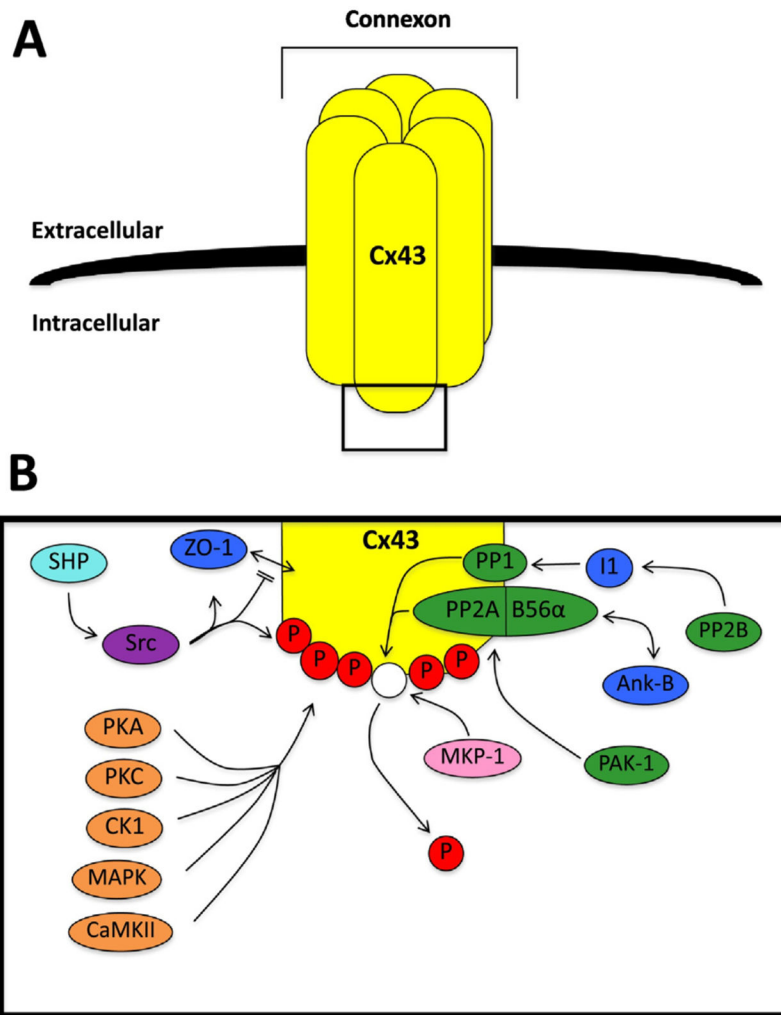 A
Connexon
Extracellular
Cx43
Intracellular
B
Cx43
ZO-1
SHP
PP1
I1
PP2A B56α
PP2B
Src
P
P
P
P
P
Ank-B
PKA
MKP-1
PAK-1
PKC
CK1
P
MAPK
CaMKII